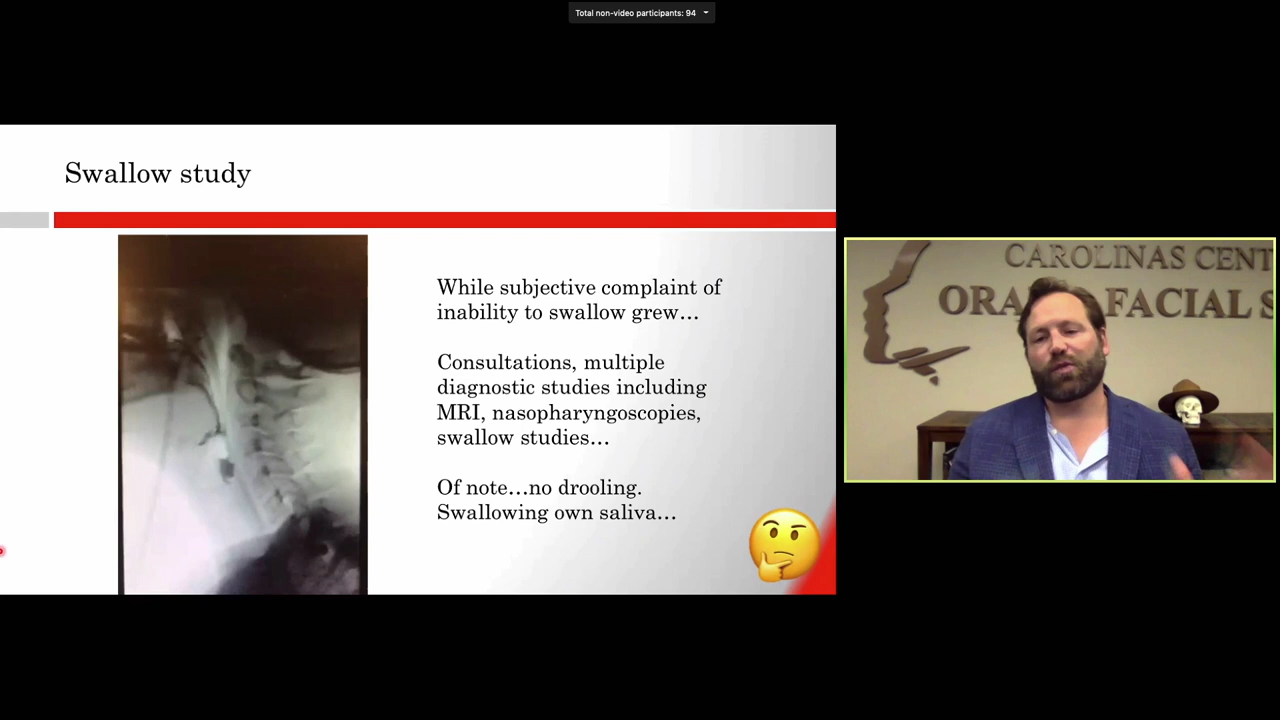 Total non-video participants: 94
Swallow study
While subjective complaint of
inability to swallow grew…
Consultations, multiple
diagnostic studies including
MRI, nasopharyngoscopies,
swallow studies…
Of note…no drooling.
Swallowing own saliva…
CAROLINAS CENT
ORA FACIAL S